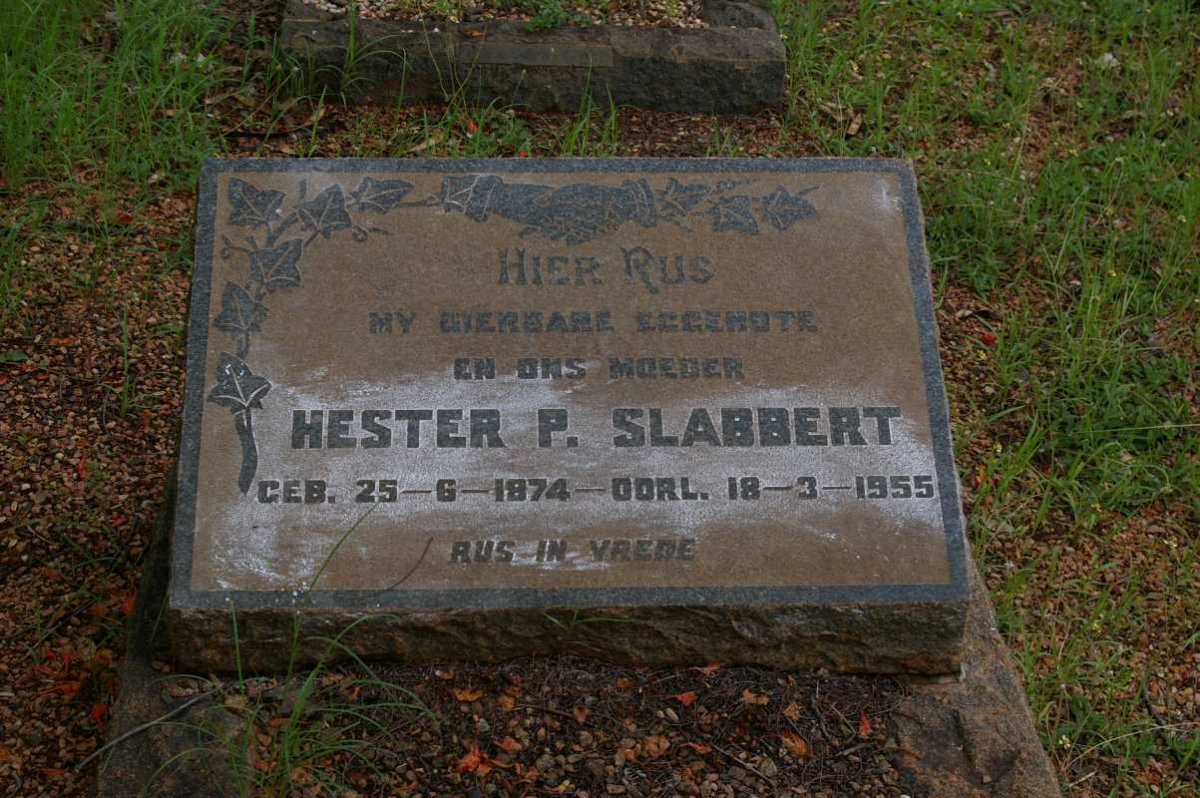 HIER RUS
MY DIERBARE EGGENOTE
EN ONS MOEDER
HESTER P. SLABBERT
GEB. 25-6-1874-OORL. 18-3-1955
RUS IN VREDE